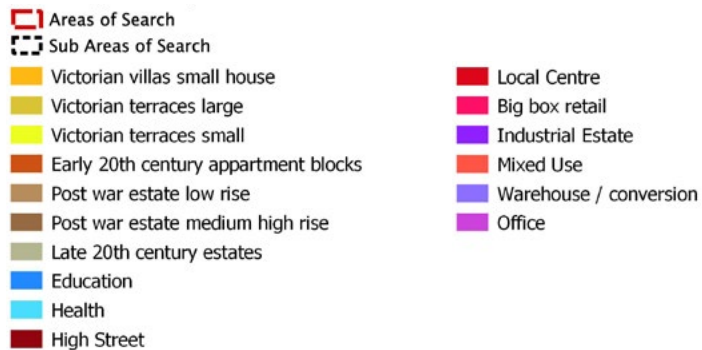 Areas of Search
Sub Areas of Search
Victorian villas small house
Victorian terraces large
Victorian terraces small
Early 20th century appartment blocks
Post war estate low rise
Post war estate medium high rise
Late 20th century estates
Education
Health
High Street
Local Centre
Big box retail
Industrial Estate
Mixed Use
Warehouse / conversion
Office